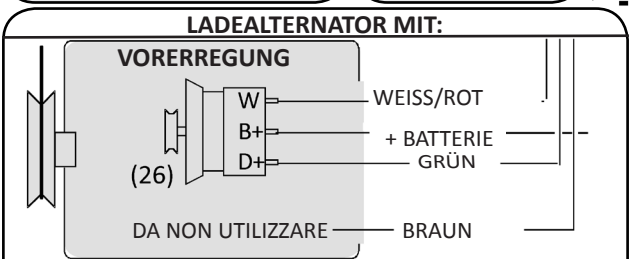 LADEALTERNATOR MIT:
VORERREGUNG
W WEISS/ROT
B+ + BATTERIE
D+ GRÜN
(26)
DA NON UTILIZZARE BRAUN